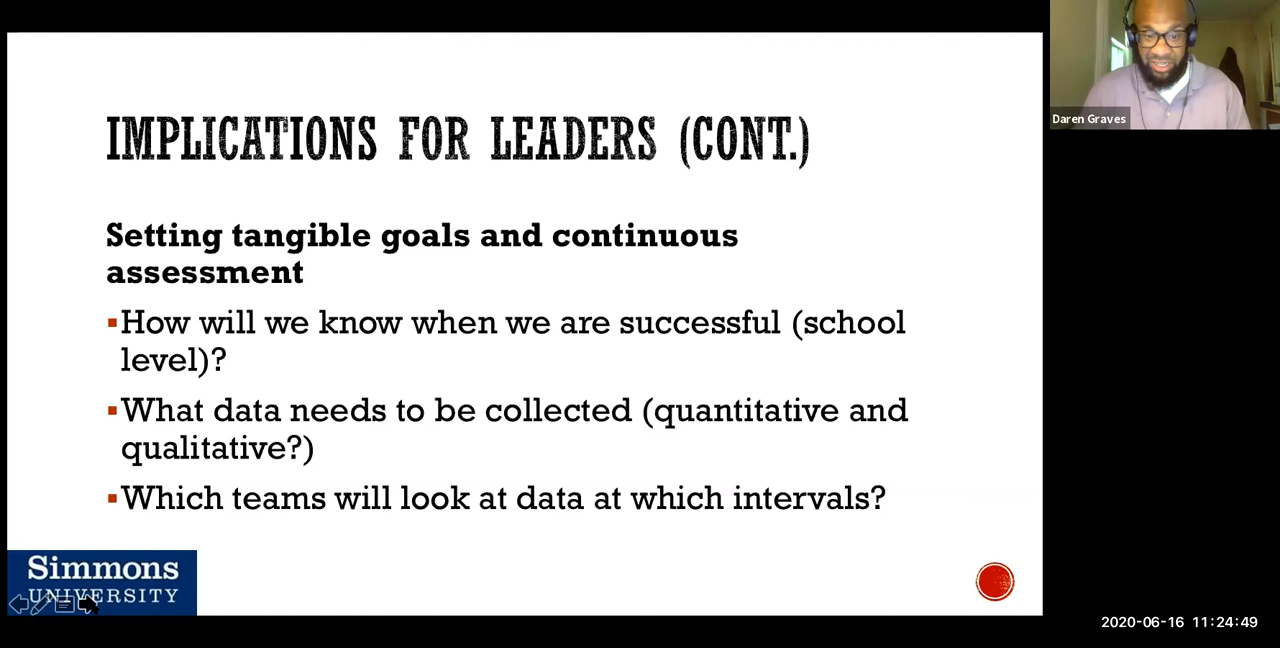 IMPLICATIONS FOR LEADERS (CONT.)
Setting tangible goals and continuous
assessment
▪How will we know when we are successful (school
level)?
▪What data needs to be collected (quantitative and
qualitative?)
▪Which teams will look at data at which intervals?
Simmons
UNIVERSITY
Daren Graves
2020-06-16 11:24:49